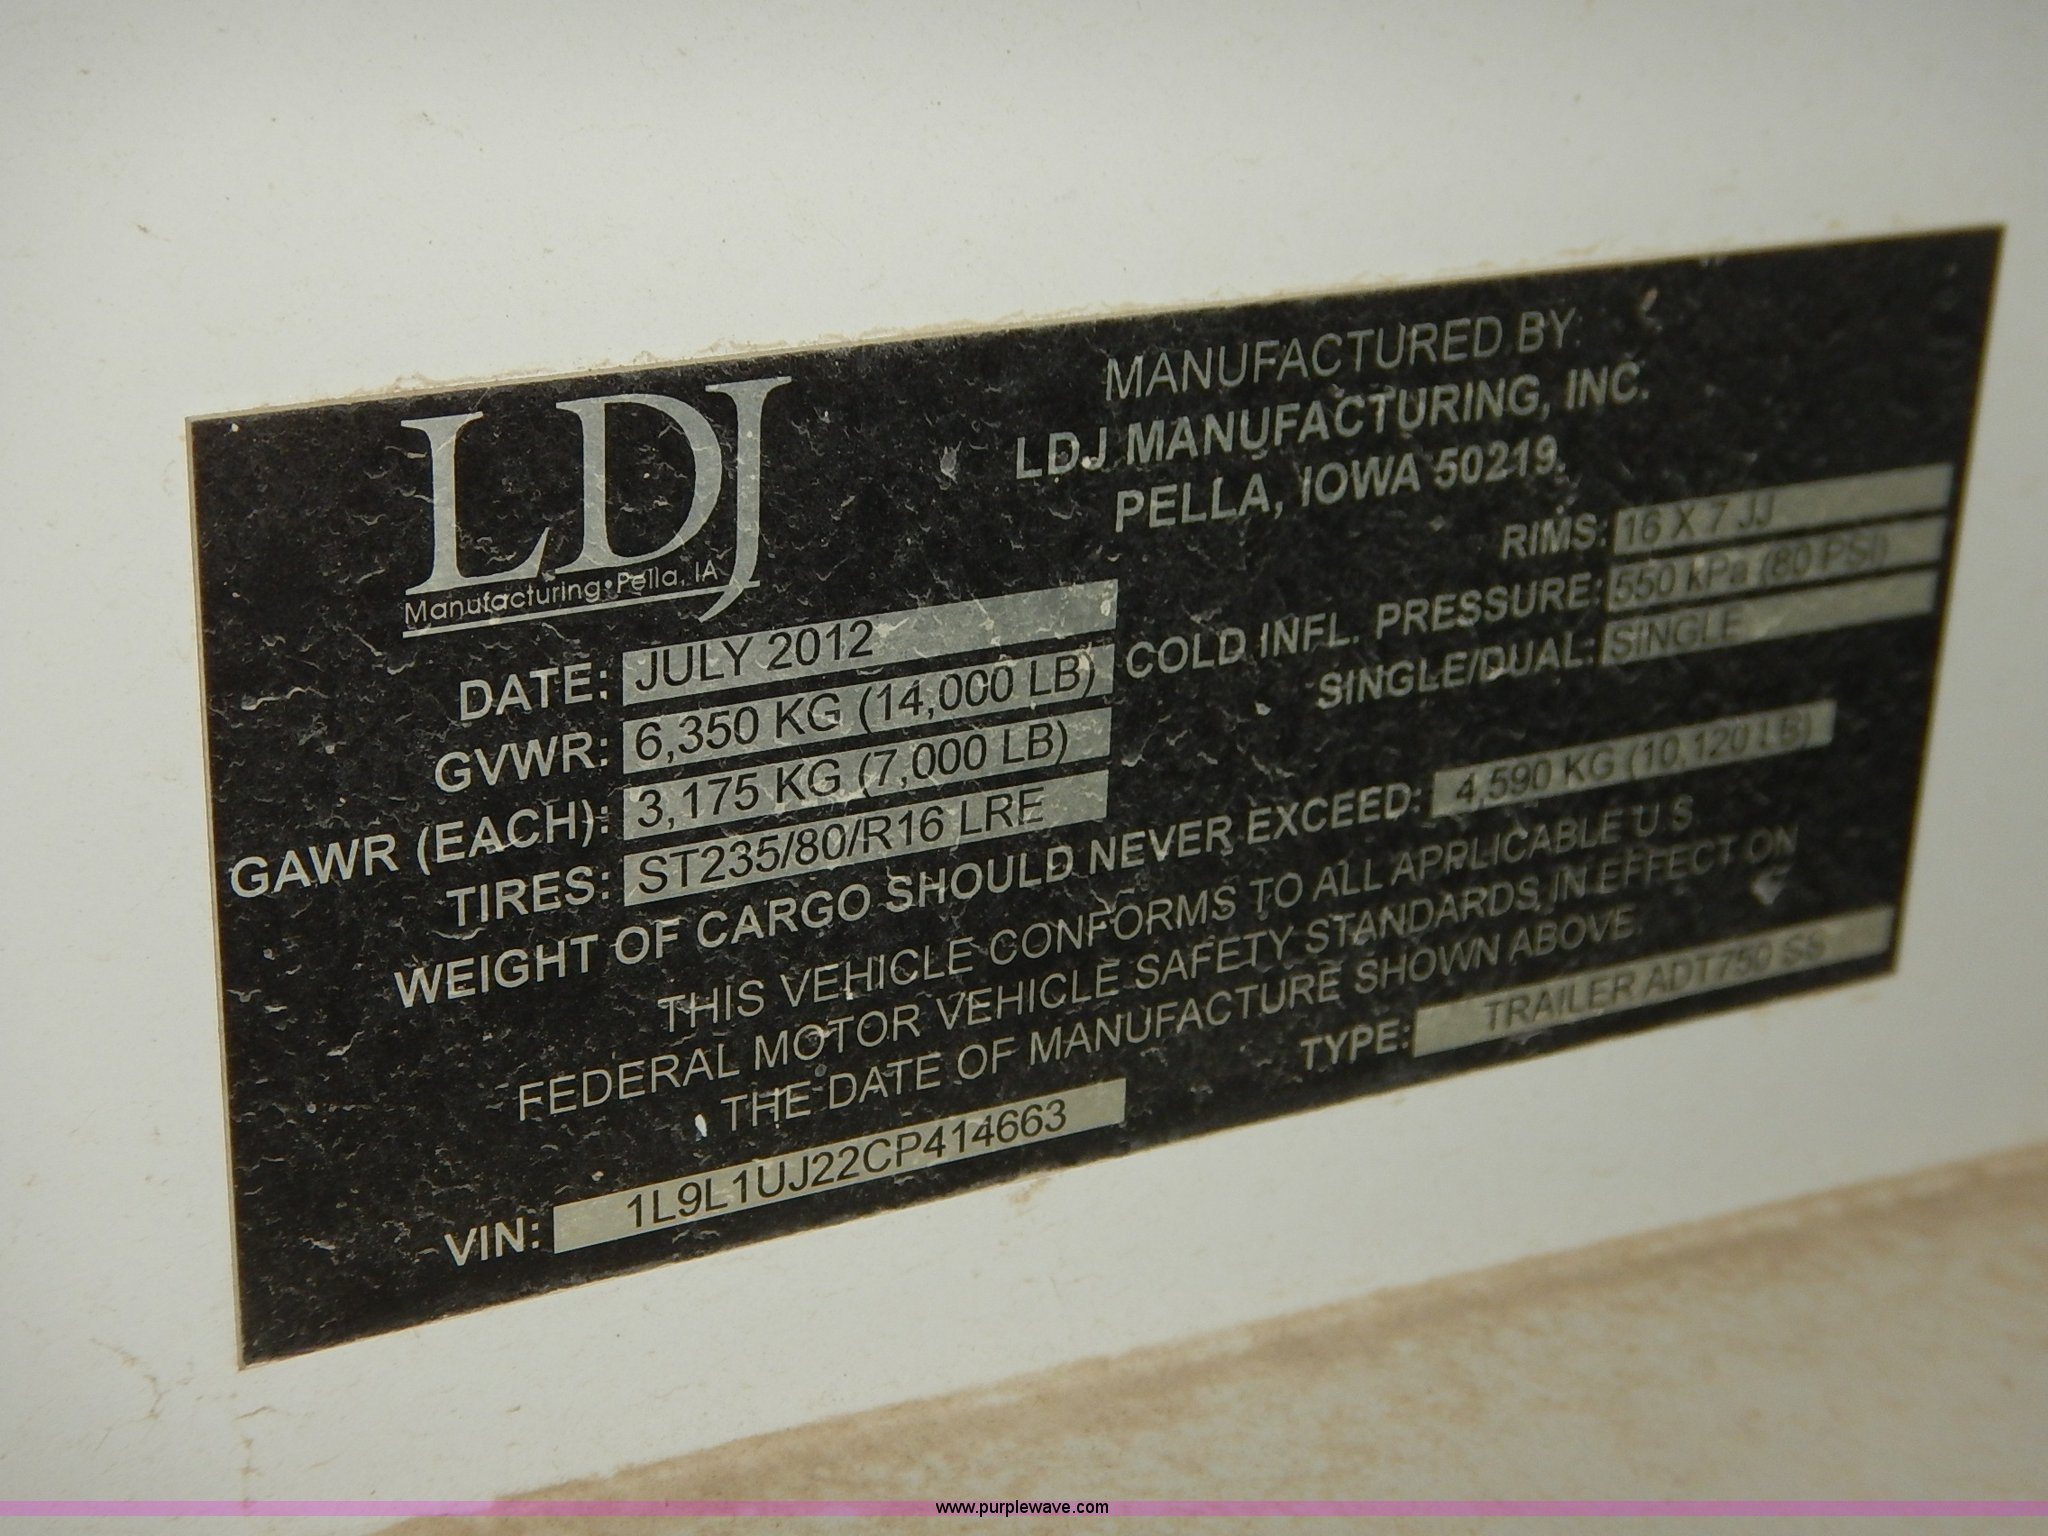 LDJ
Manufacturing•Pella, IA
MANUFACTURED BY:
LDJ MANUFACTURING, INC.
PELLA, IOWA 50219
DATE: JULY 2012
GVWR: 6,350 KG (14,000 LB)
GAWR (EACH): 3,175 KG (7,000 LB)
TIRES: ST235/80/R16 LRE
RIMS: 16 X 7 JJ
COLD INFL. PRESSURE: 550 kPa (80 PSI)
SINGLE/DUAL: SINGLE
WEIGHT OF CARGO SHOULD NEVER EXCEED: 4,590 KG (10,120 LB)
THIS VEHICLE CONFORMS TO ALL APPLICABLE U.S.
FEDERAL MOTOR VEHICLE SAFETY STANDARDS IN EFFECT ON
THE DATE OF MANUFACTURE SHOWN ABOVE.
VIN: 1L9L1UJ22CP414663
TYPE: TRAILER ADT750 SS
www.purplewave.com